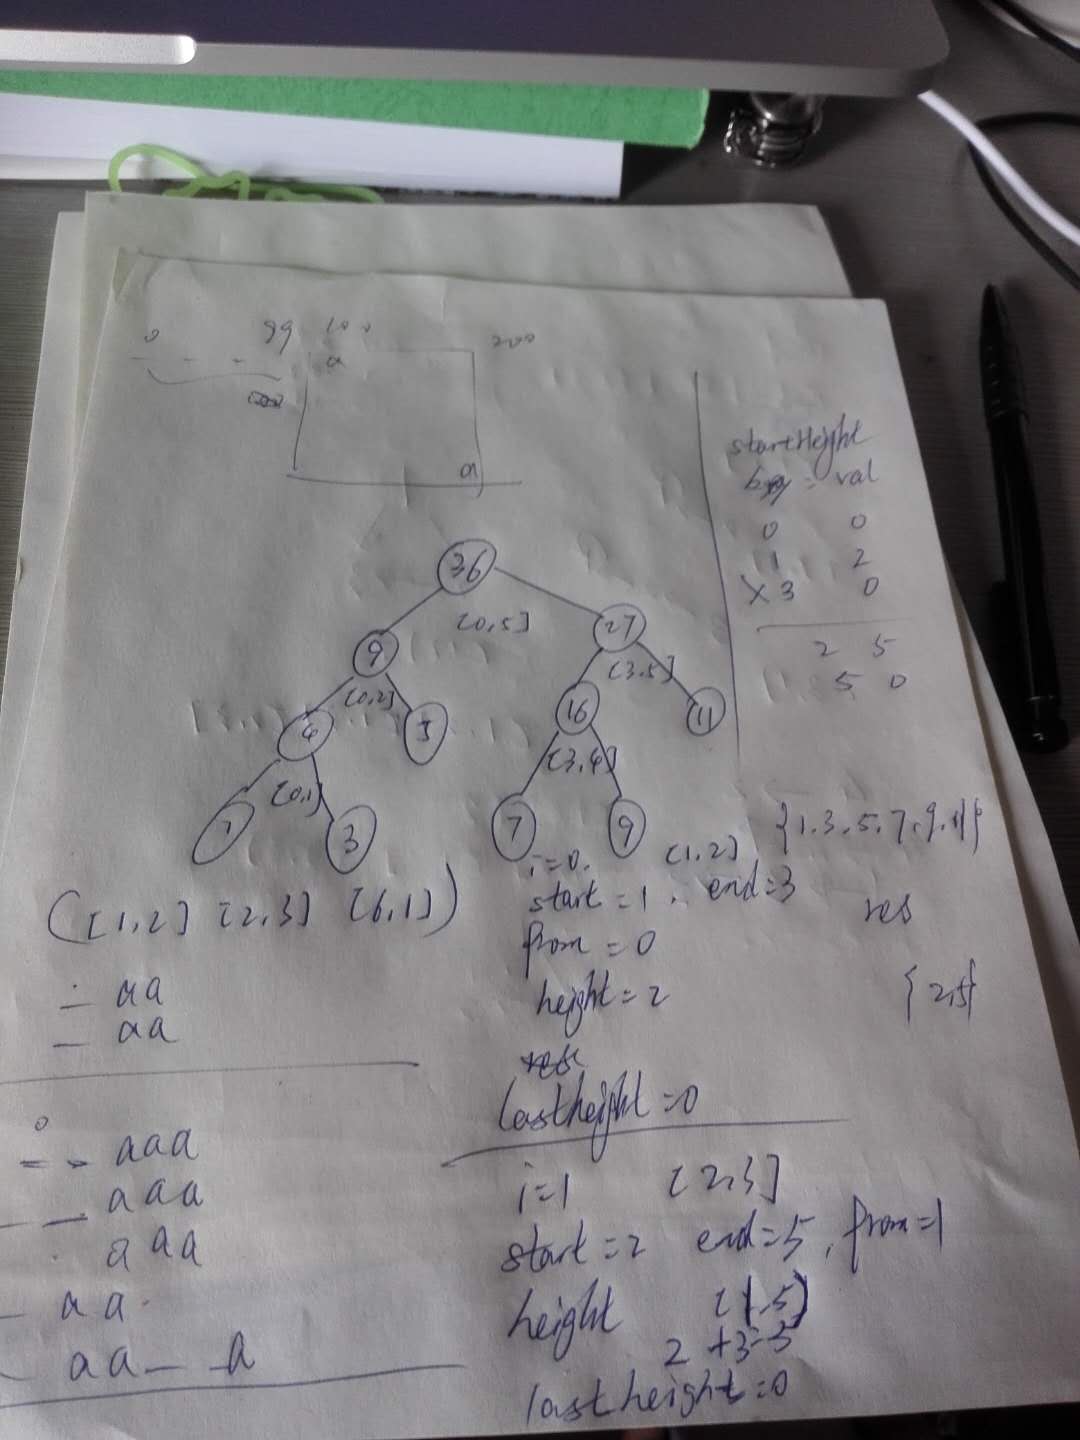 0 99 100 200
a
a
startHeight
val
0 0
1 2
X 3 0
2 5
5 0
36
[0,5]
9 27
[0,2] [3,5]
4 5 16 11
[0,1] [3,4]
1 3 7 9
{1,3,5,7,9,11}
([1,2] [2,3] [6,1])
i=0, [1,2]
start=1, end=3
from=0
height=2
lastheight=0
res
{2,5}
aa
aa
0
aaa
aaa
aaa
aa
aa a
i=1 [2,3]
start=2 end=5, from=1
height [1,5)
2+3=5
lastheight=0